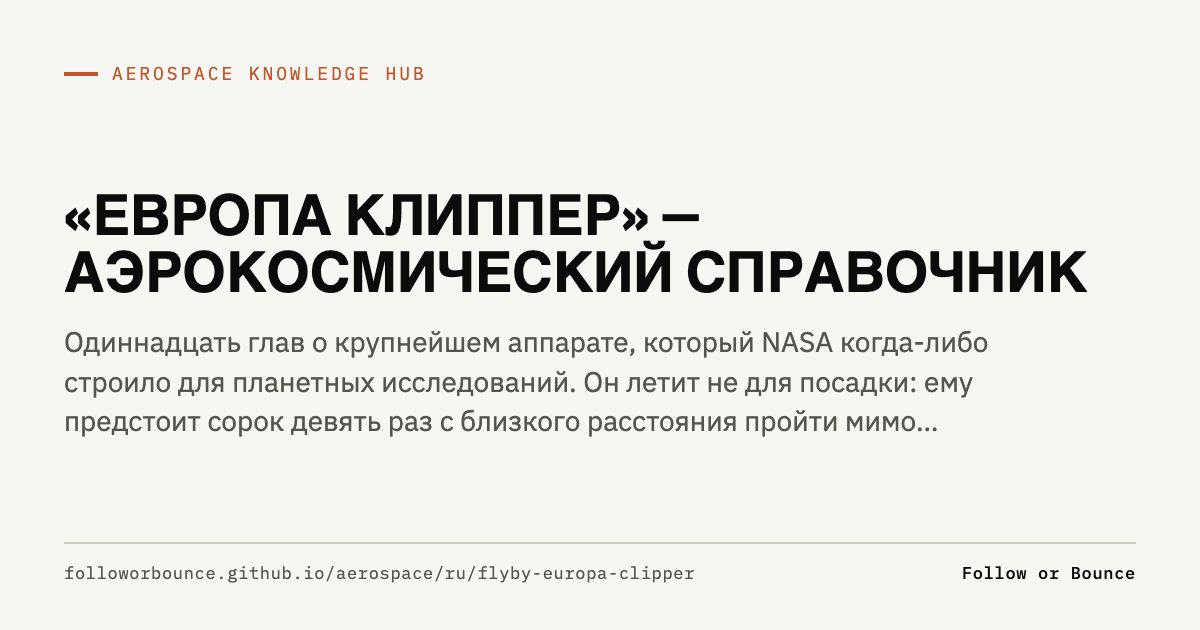 AEROSPACE KNOWLEDGE HUB
«ЕВРОПА КЛИППЕР» —
АЭРОКОСМИЧЕСКИЙ СПРАВОЧНИК
Одиннадцать глав о крупнейшем аппарате, который NASA когда-либо
строило для планетных исследований. Он летит не для посадки: ему
предстоит сорок девять раз с близкого расстояния пройти мимо…
followorbounce.github.io/aerospace/ru/flyby-europa-clipper
Follow or Bounce